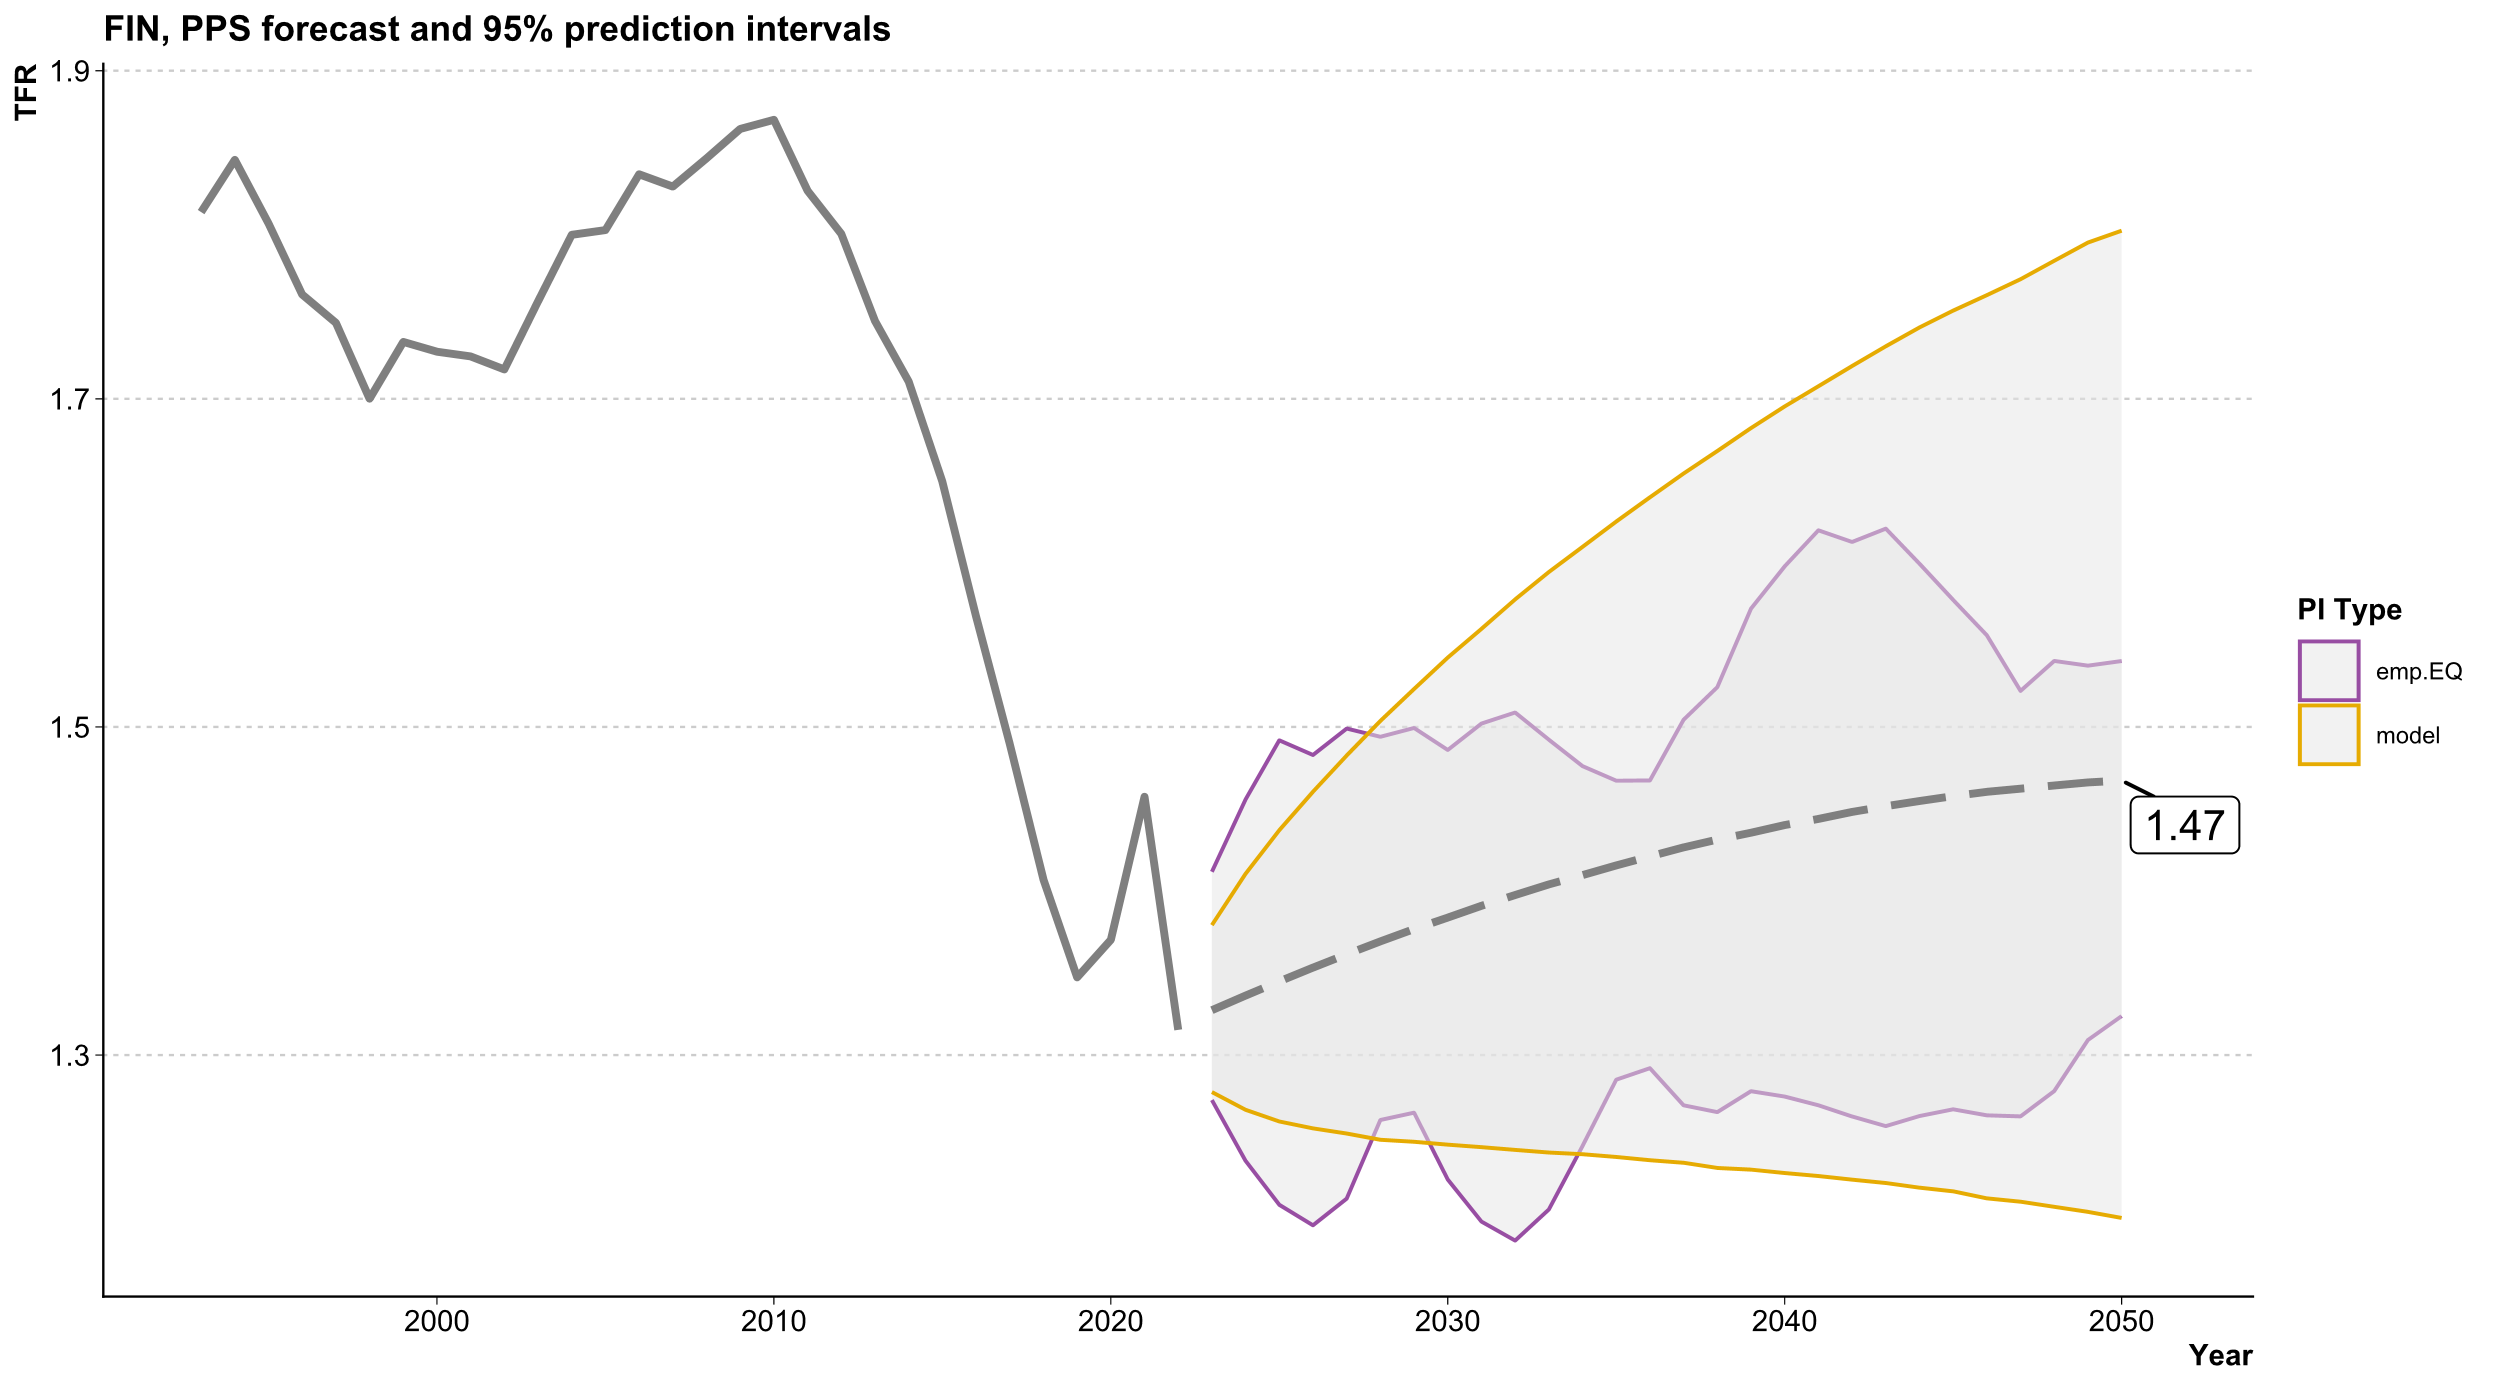 FIN, PPS forecast and 95% prediction intervals
TFR
1.9
1.7
1.5
1.3
2000
2010
2020
2030
2040
2050
Year
1.47
PI Type
emp.EQ
model